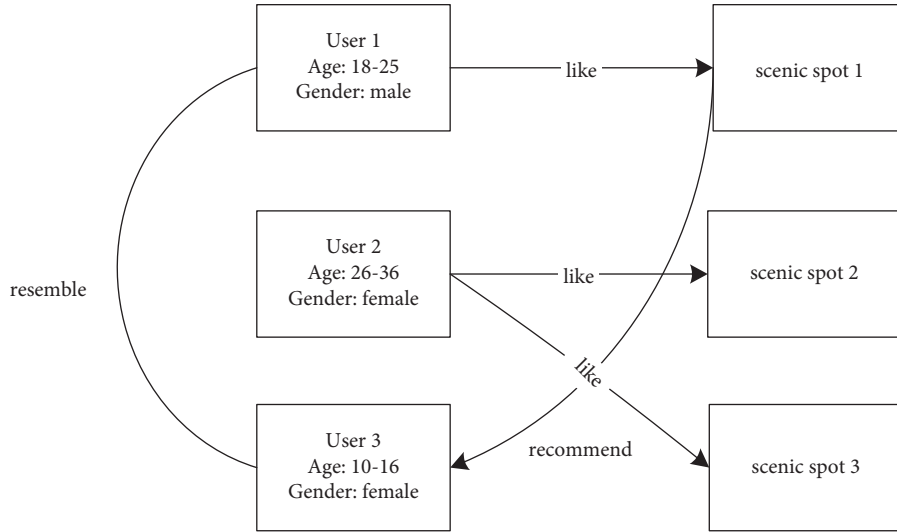 User 1
Age: 18-25
Gender: male
like
scenic spot 1
resemble
User 2
Age: 26-36
Gender: female
like
scenic spot 2
like
User 3
Age: 10-16
Gender: female
recommend
scenic spot 3